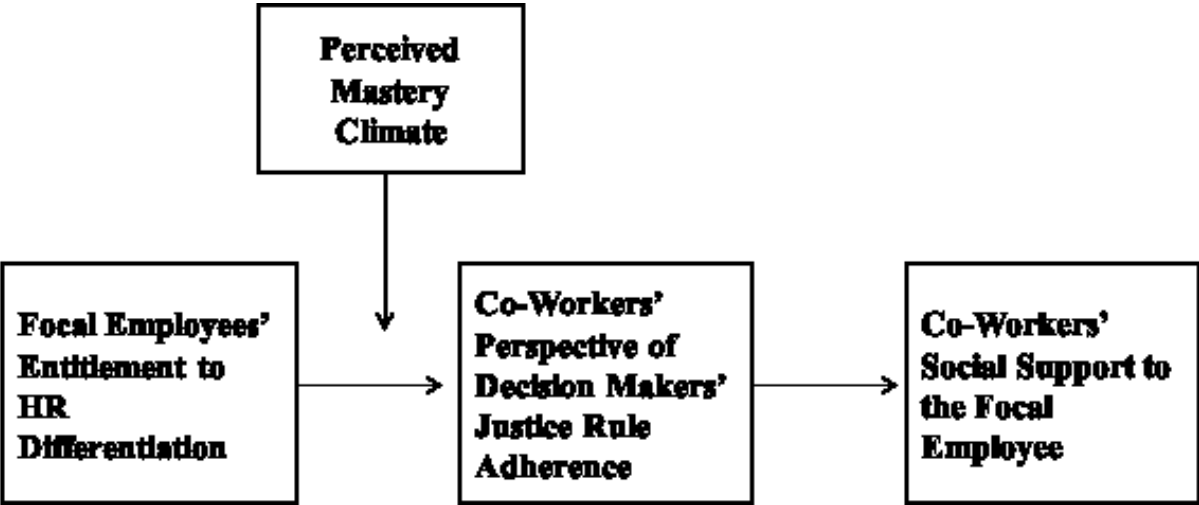 Perceived
Mastery
Climate
Focal Employees’
Entitlement to
HR
Differentiation
Co-Workers’
Perspective of
Decision Makers’
Justice Rule
Adherence
Co-Workers’
Social Support to
the Focal
Employee